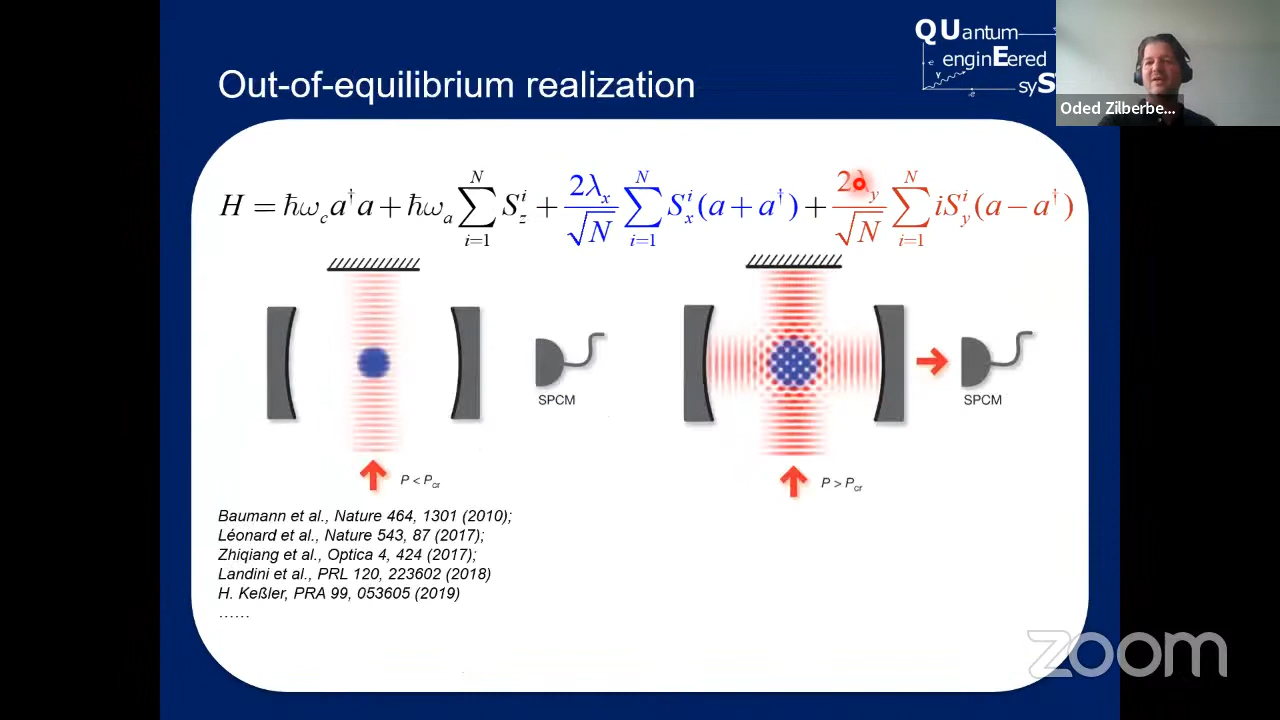 QUantum
enginEered
syS
Oded Zilberbe...
Out-of-equilibrium realization
H = ħω_c a†a + ħω_a ∑_{i=1}^{N} S_z^i + 2λ_x/√N ∑_{i=1}^{N} S_x^i (a + a†) + 2λ_y/√N ∑_{i=1}^{N} iS_y^i (a − a†)
SPCM
SPCM
P < P_cr
P > P_cr
Baumann et al., Nature 464, 1301 (2010);
Léonard et al., Nature 543, 87 (2017);
Zhiqiang et al., Optica 4, 424 (2017);
Landini et al., PRL 120, 223602 (2018)
H. Keßler, PRA 99, 053605 (2019)
......
zoom